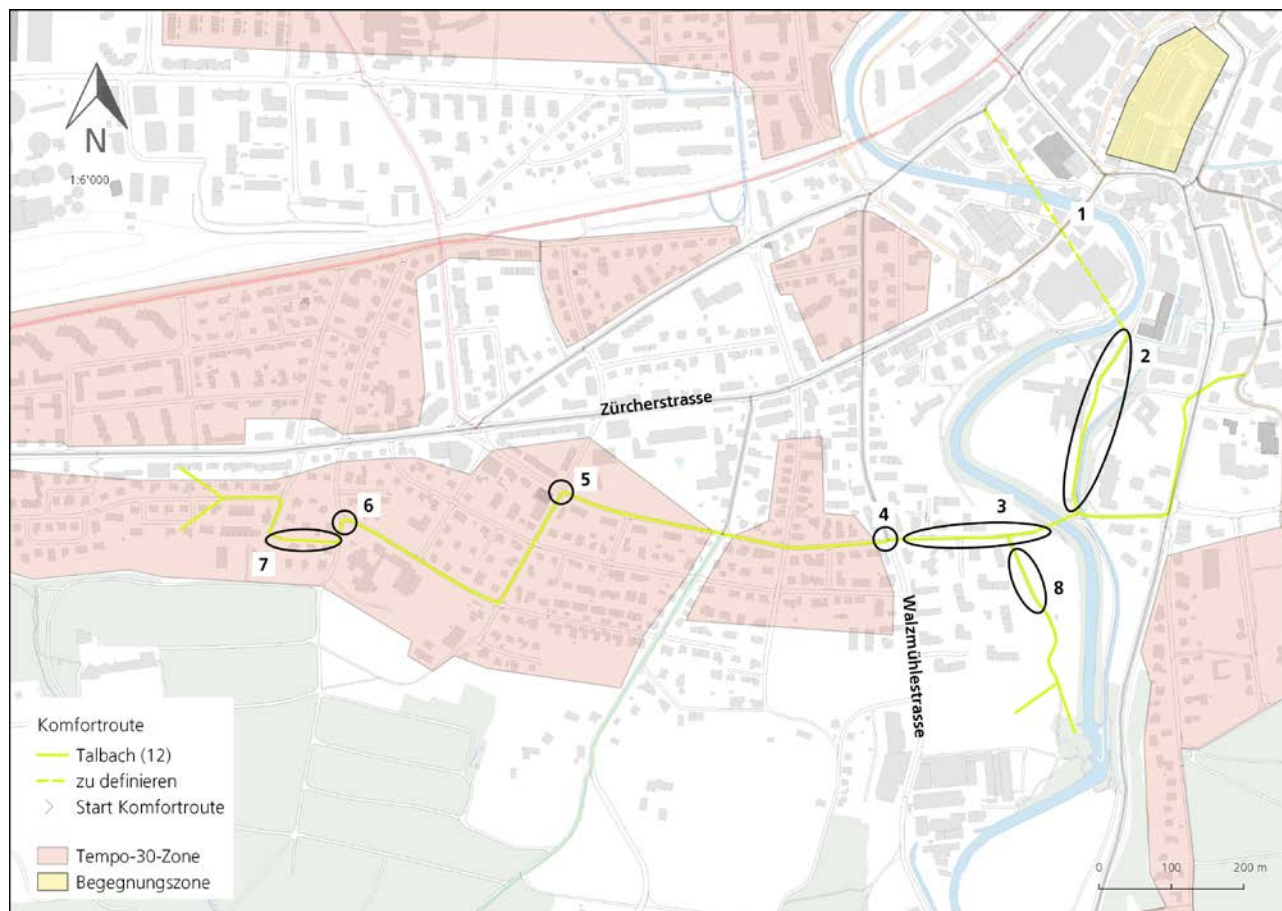 N
1:6'000
1
2
Zürcherstrasse
5
6
4
3
7
8
Walzmühlestrasse
Komfortroute
Talbach (12)
zu definieren
Start Komfortroute
Tempo-30-Zone
Begegnungszone
0 100 200 m